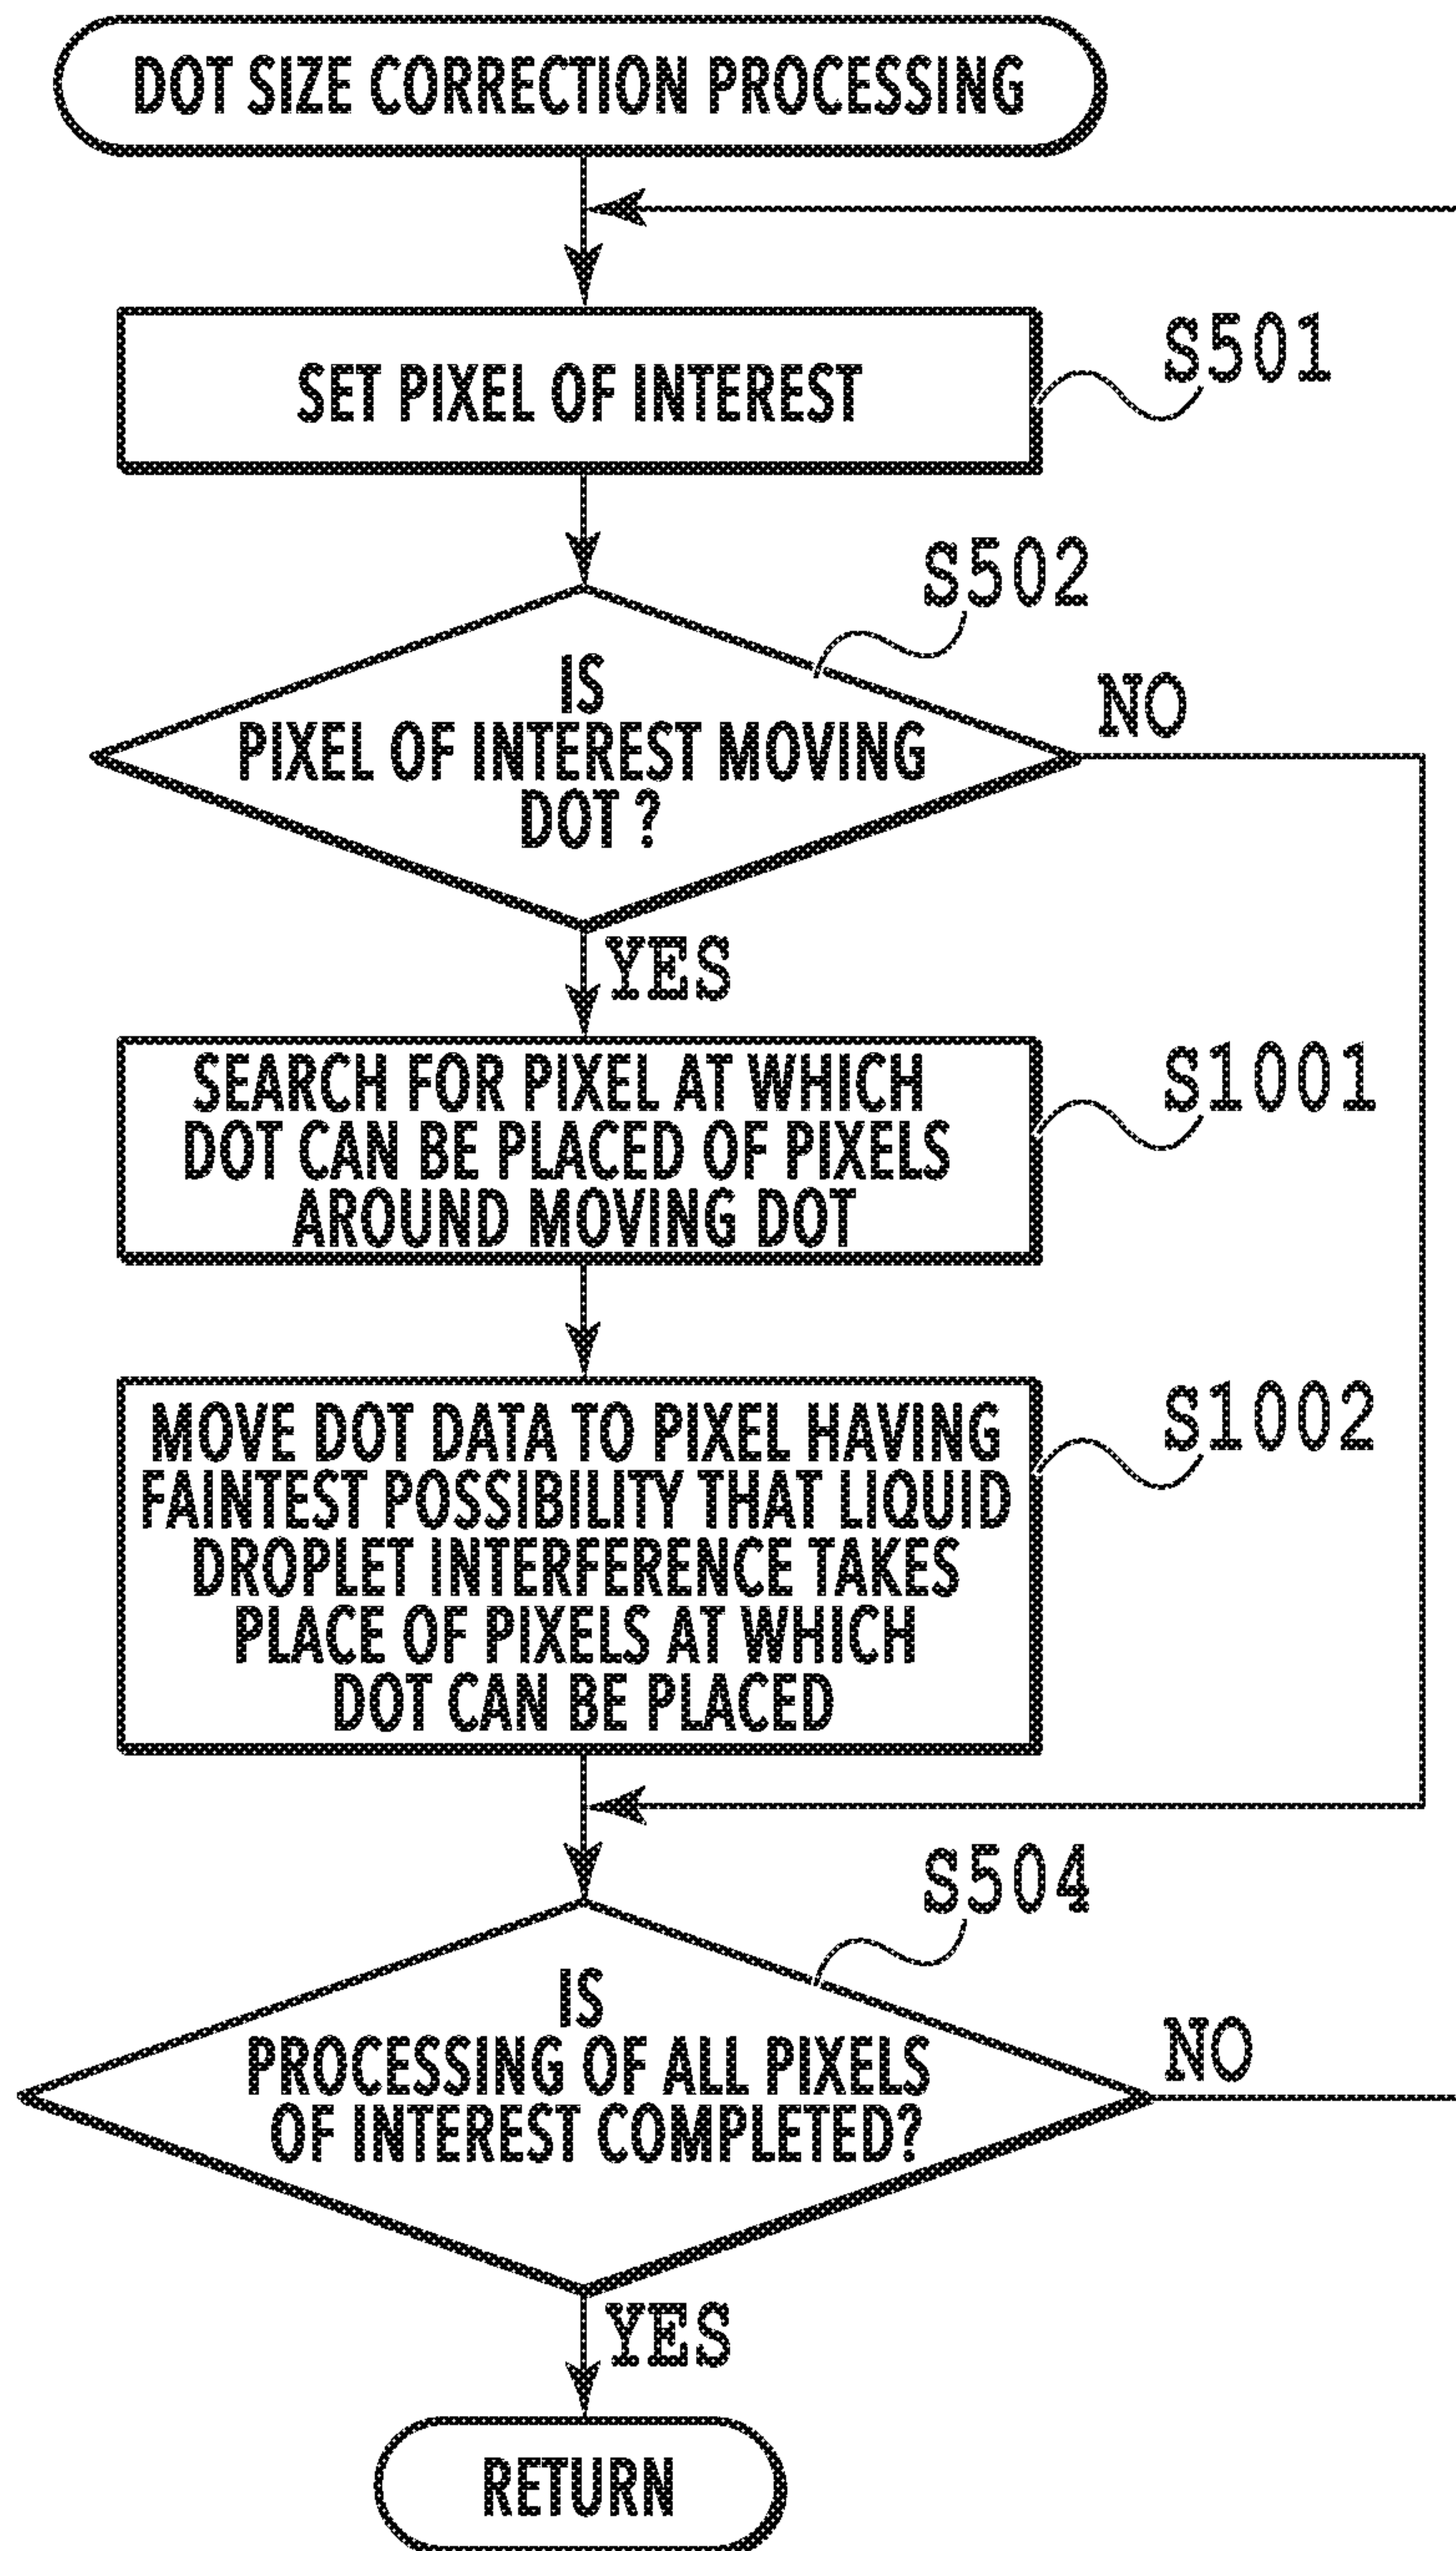 DOT SIZE CORRECTION PROCESSING
SET PIXEL OF INTEREST
S501
S502
IS
PIXEL OF INTEREST MOVING
DOT ?
NO
YES
SEARCH FOR PIXEL AT WHICH
DOT CAN BE PLACED OF PIXELS
AROUND MOVING DOT
S1001
MOVE DOT DATA TO PIXEL HAVING
FAINTEST POSSIBILITY THAT LIQUID
DROPLET INTERFERENCE TAKES
PLACE OF PIXELS AT WHICH
DOT CAN BE PLACED
S1002
S504
IS
PROCESSING OF ALL PIXELS
OF INTEREST COMPLETED?
NO
YES
RETURN